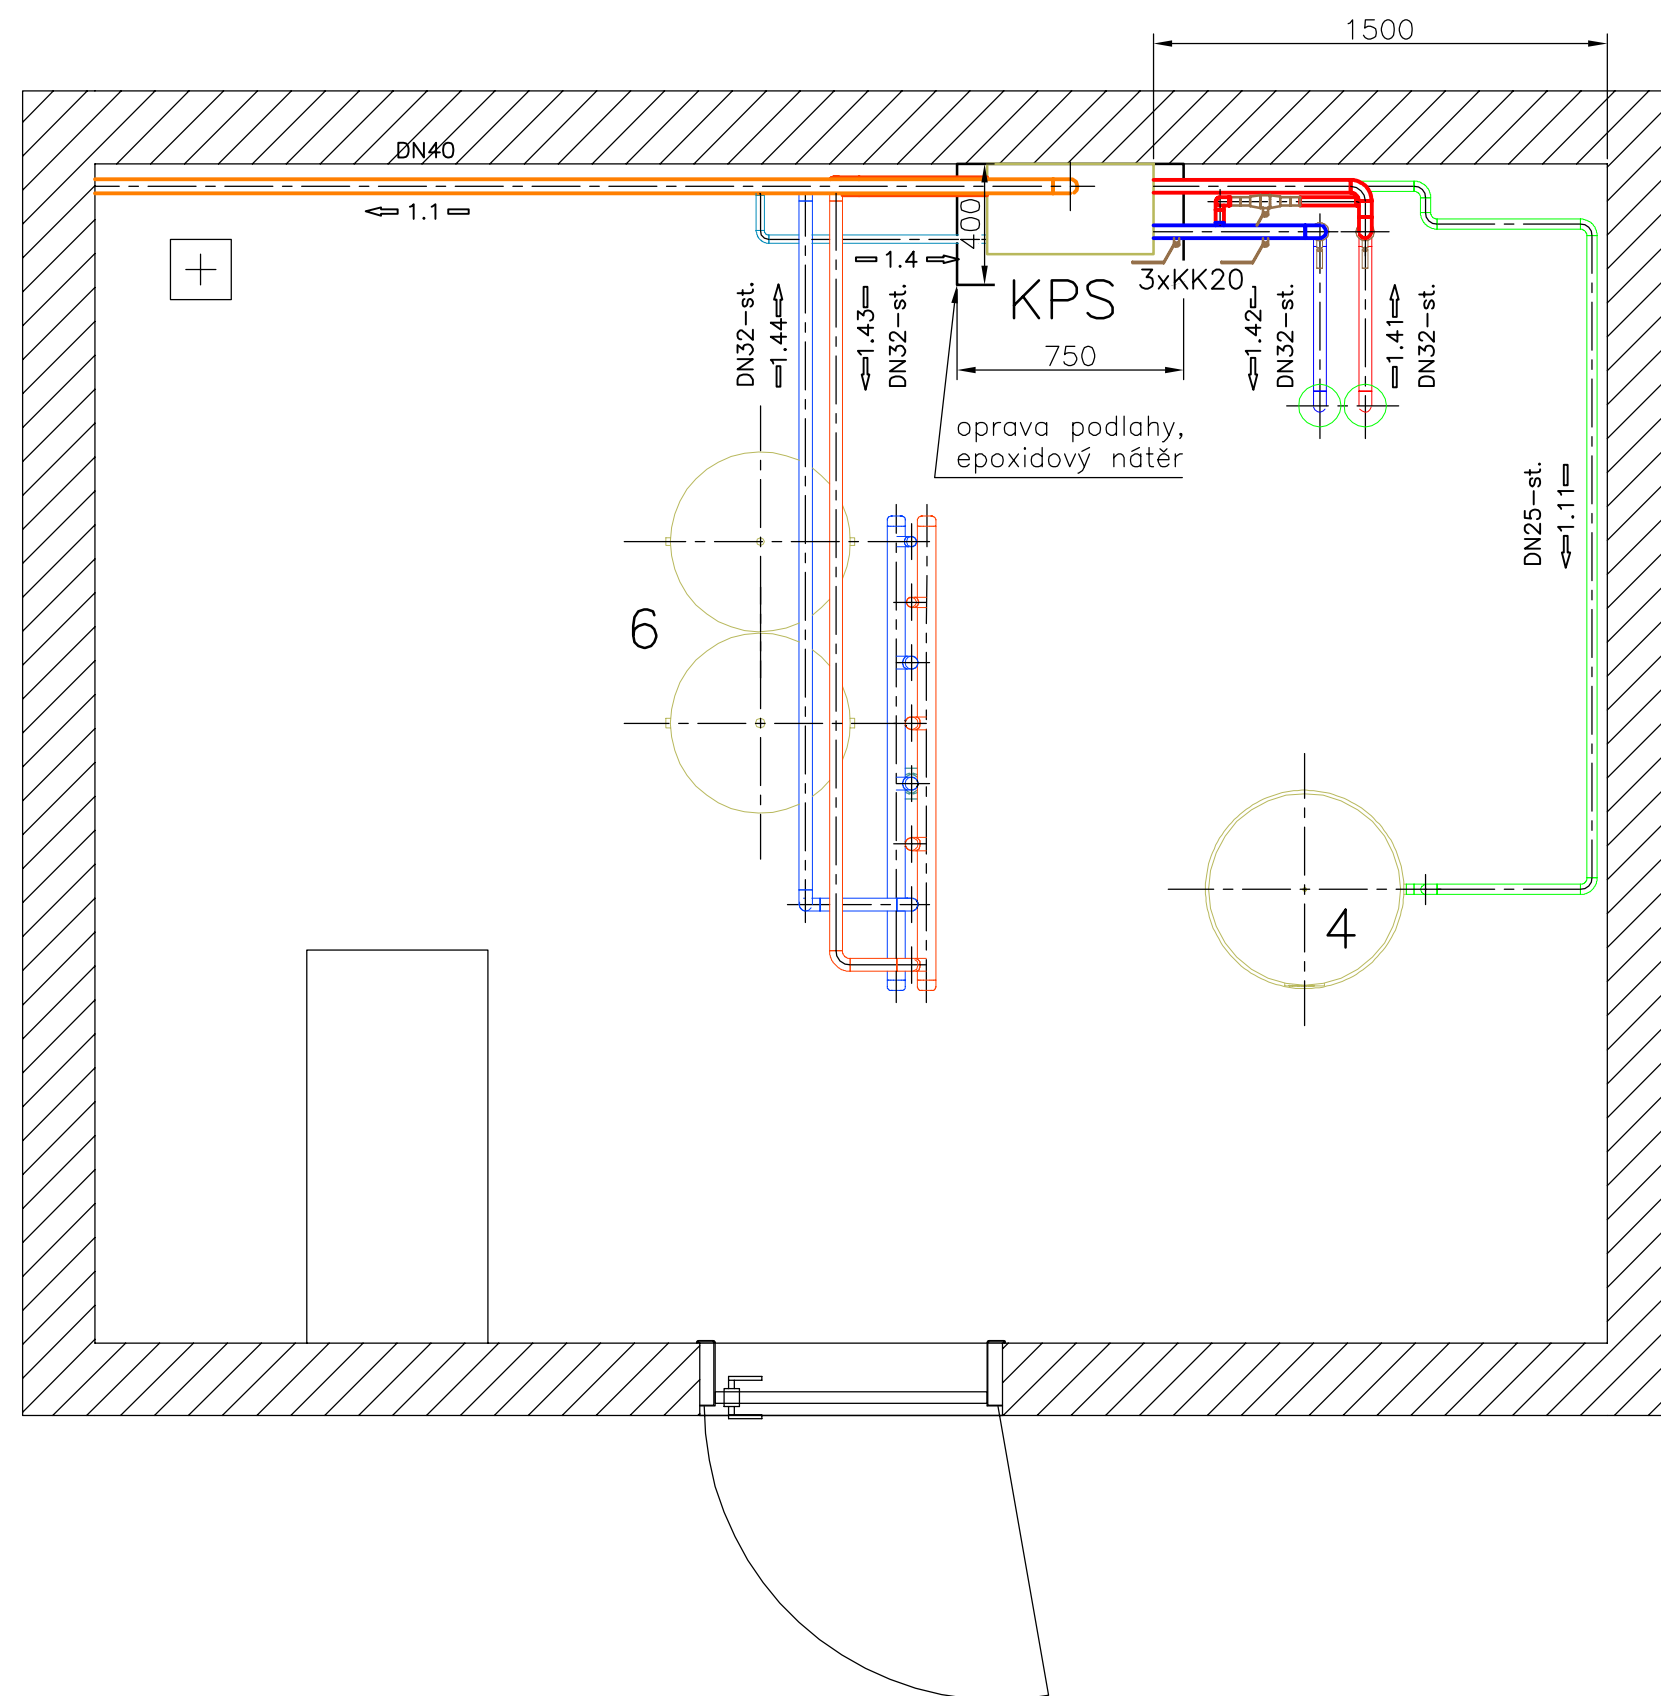 1500
DN40
1.1
400
1.4
KPS
3xKK20
750
DN32-st.
1.44
1.43
DN32-st.
1.42
DN32-st.
1.41
DN32-st.
oprava podlahy,
epoxidový nátěr
DN25-st.
1.11
6
4